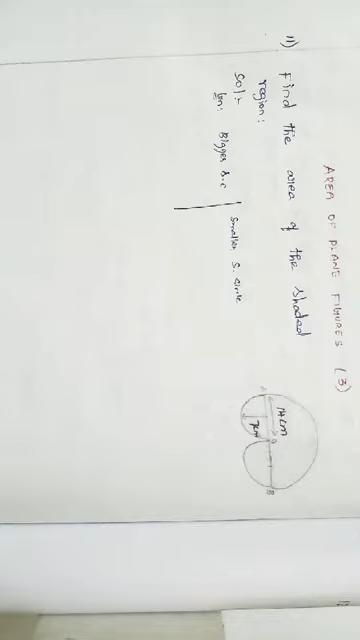 AREA OF PLANE FIGURES (3)
11) Find the area of the shaded
region:
Sol:-
Bigger S.C
Smaller S. Circle
14cm
7cm
A
O
B